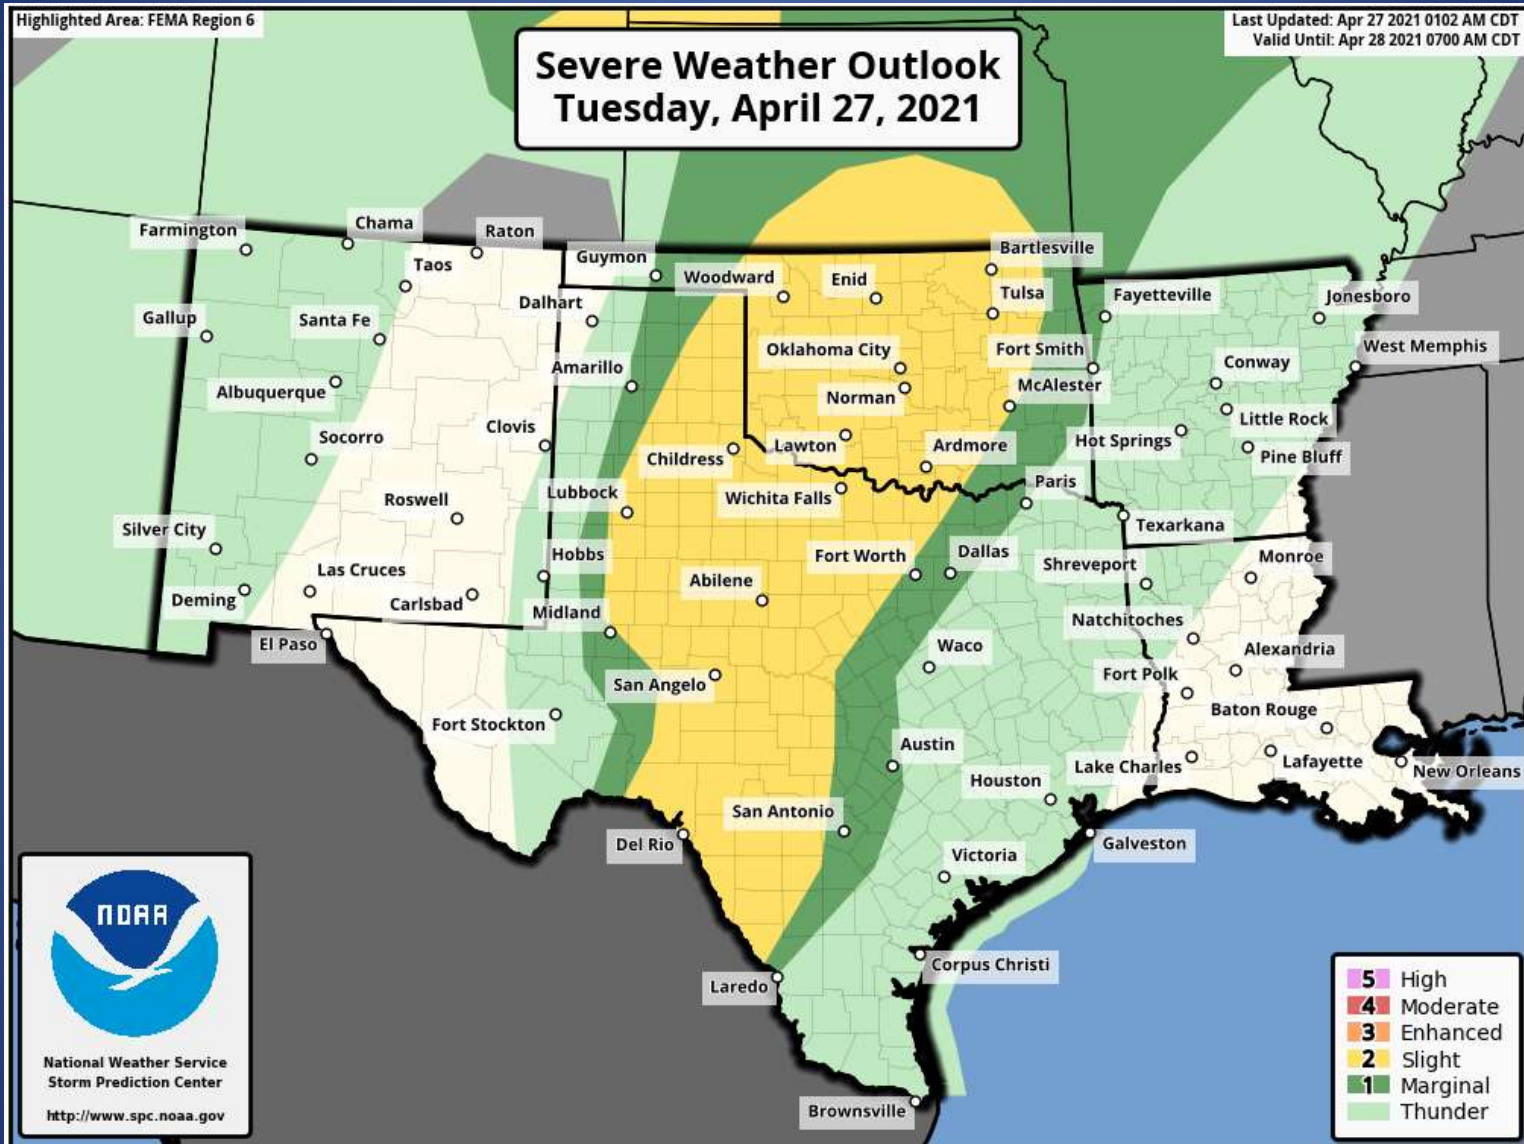 Highlighted Area: FEMA Region 6
Last Updated: Apr 27 2021 0102 AM CDT
Valid Until: Apr 28 2021 0700 AM CDT
Severe Weather Outlook
Tuesday, April 27, 2021
Farmington
Chama
Raton
Taos
Guymon
Woodward
Enid
Bartlesville
Tulsa
Fayetteville
Jonesboro
Gallup
Santa Fe
Dalhart
Oklahoma City
Fort Smith
West Memphis
Albuquerque
Amarillo
Norman
McAlester
Conway
Little Rock
Socorro
Clovis
Childress
Lawton
Ardmore
Hot Springs
Pine Bluff
Roswell
Lubbock
Wichita Falls
Paris
Texarkana
Silver City
Hobbs
Fort Worth
Dallas
Shreveport
Monroe
Deming
Las Cruces
Carlsbad
Midland
Abilene
Natchitoches
El Paso
San Angelo
Waco
Fort Polk
Alexandria
Fort Stockton
Austin
Baton Rouge
Houston
Lake Charles
Lafayette
New Orleans
Del Rio
San Antonio
Victoria
Galveston
Laredo
Corpus Christi
Brownsville
NOAA
National Weather Service
Storm Prediction Center
http://www.spc.noaa.gov
5 High
4 Moderate
3 Enhanced
2 Slight
1 Marginal
Thunder